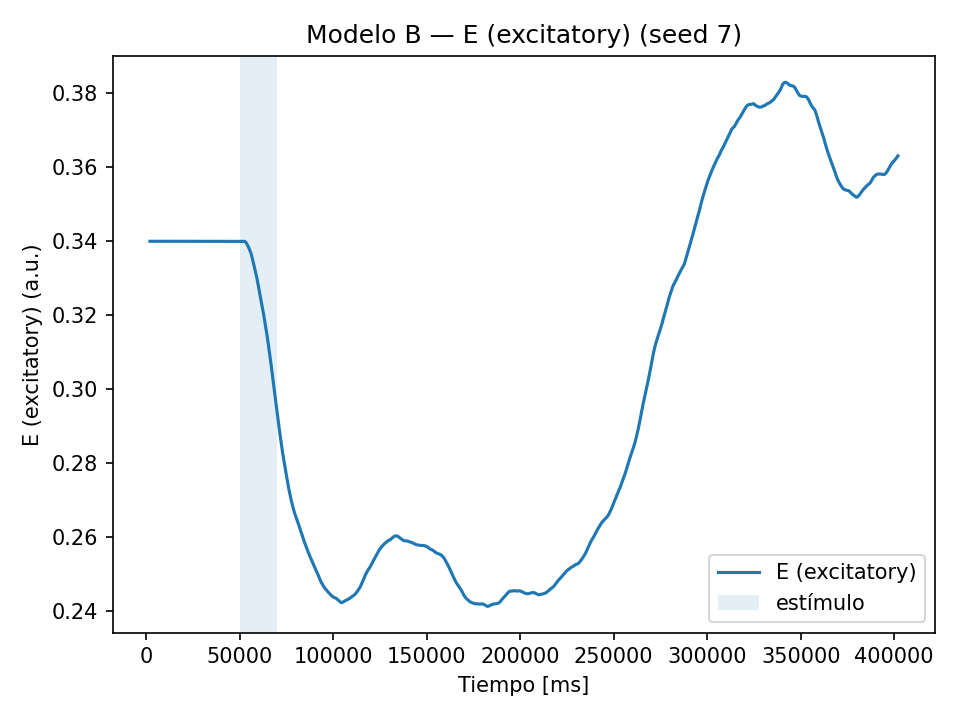 Modelo B — E (excitatory) (seed 7)
E (excitatory) (a.u.)
0.38
0.36
0.34
0.32
0.30
0.28
0.26
0.24
E (excitatory)
estímulo
0 50000 100000 150000 200000 250000 300000 350000 400000
Tiempo [ms]